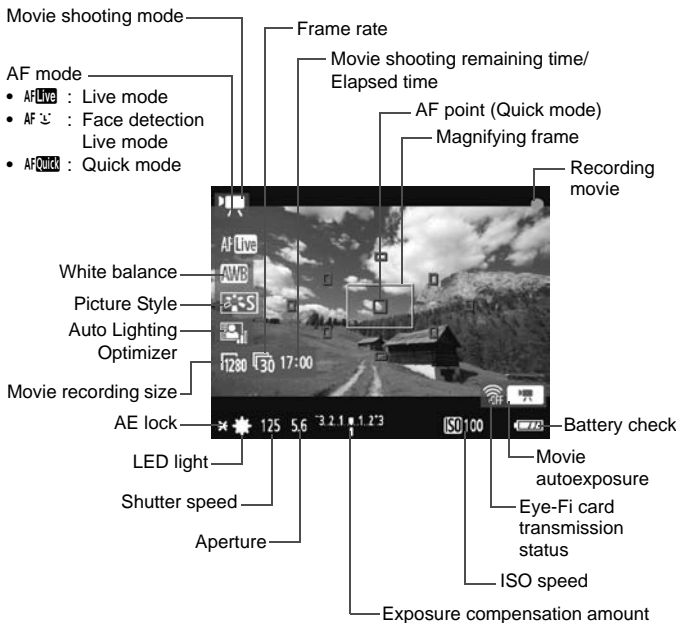 Movie shooting mode
Frame rate
Movie shooting remaining time/
Elapsed time
AF mode
• AF Live : Live mode
• AF : Face detection
Live mode
• AF Quick : Quick mode
AF point (Quick mode)
Magnifying frame
Recording
movie
AF Live
White balance
AWB
Picture Style
S
Auto Lighting
Optimizer
Movie recording size
1280 30 17:00
OFF
AE lock
125 5.6 -3..2..1..1..2..+3 ISO 100
Battery check
LED light
Movie
autoexposure
Shutter speed
Eye-Fi card
transmission
status
Aperture
ISO speed
Exposure compensation amount